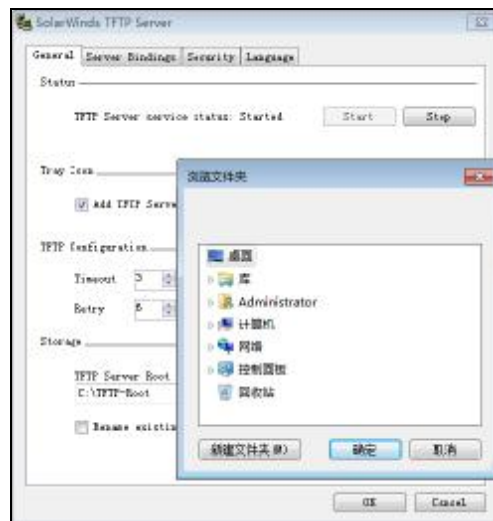 SolarWinds TFTP Server
General Server Bindings Security Language
Status
TFTP Server service status: Started Start Stop
Tray Icon
Add TFTP Serve
TFTP Configuration
Timeout 3
Retry 5
Storage
TFTP Server Root
C:\TFTP-Root
Rename existin
浏览文件夹
桌面
库
Administrator
计算机
网络
控制面板
回收站
新建文件夹(M) 确定 取消
OK Cancel